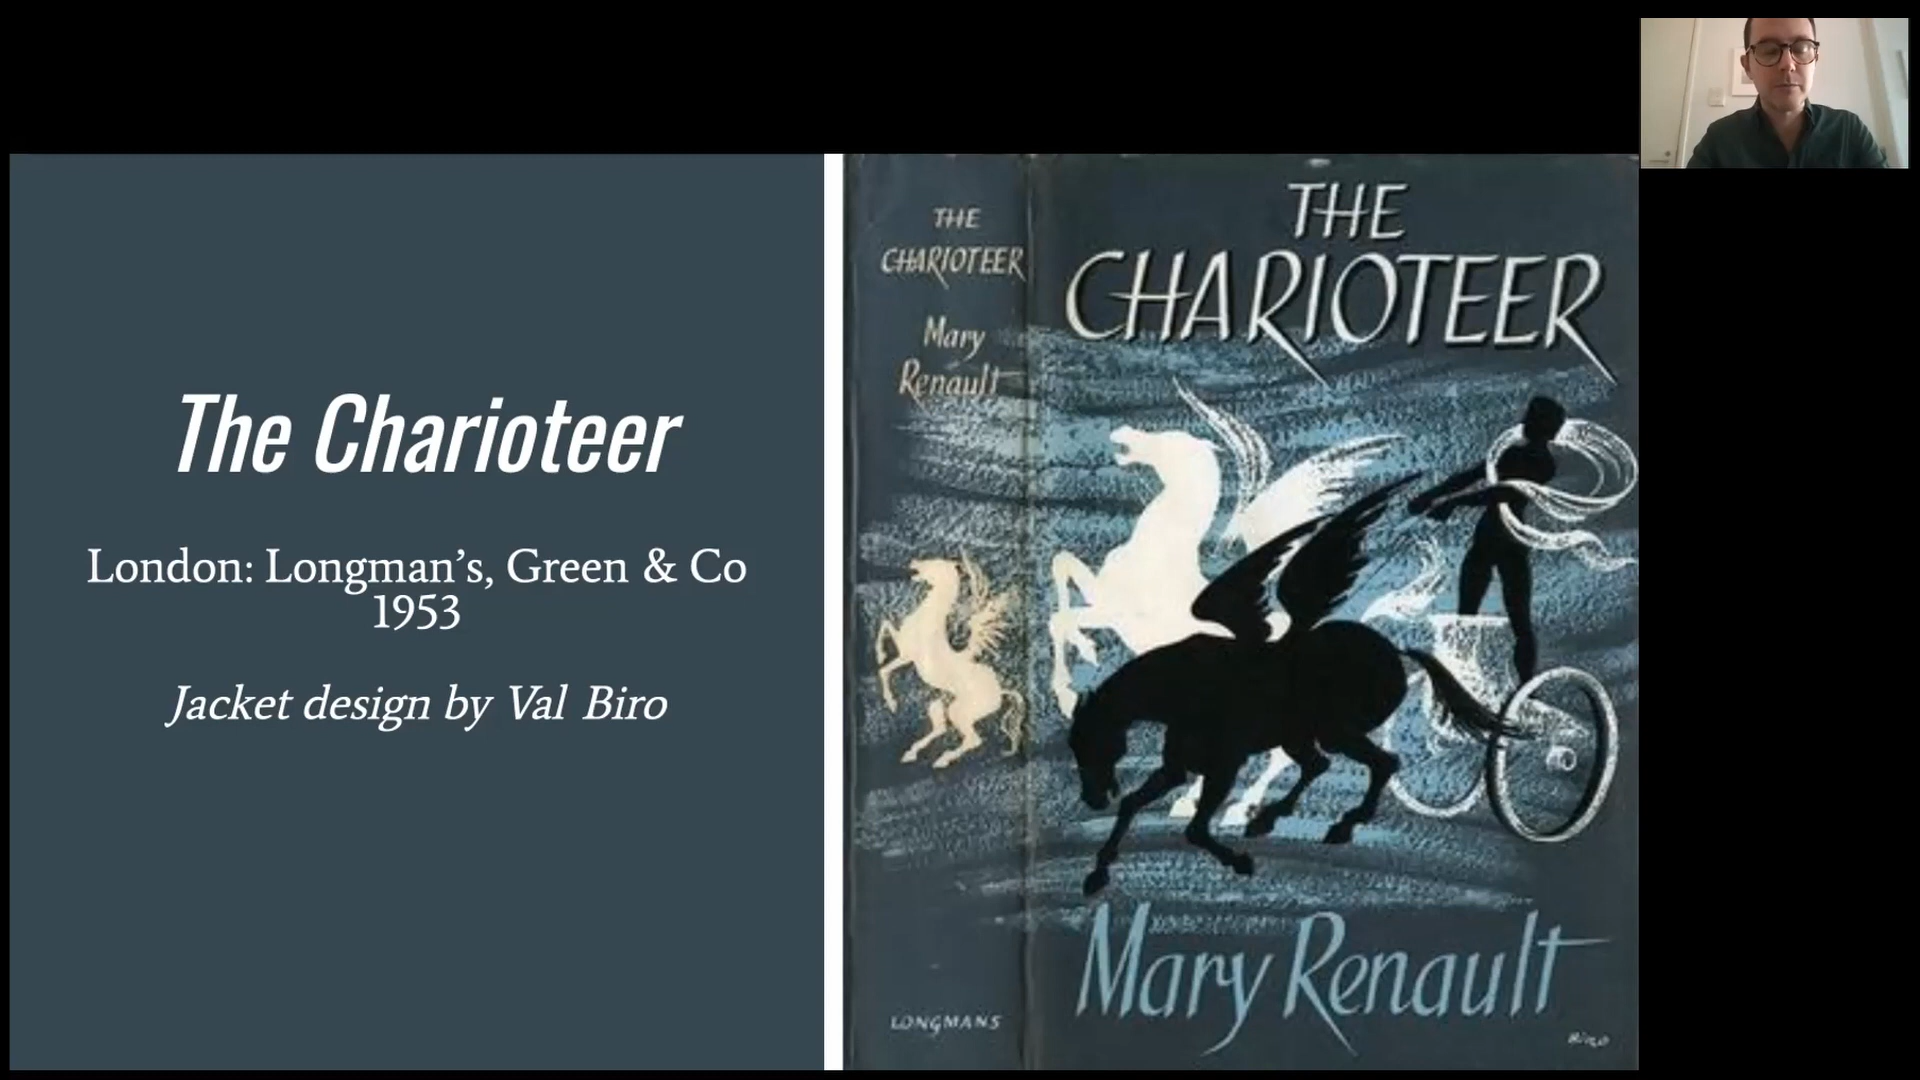 The Charioteer
London: Longman’s, Green & Co
1953
Jacket design by Val Biro
THE
CHARIOTEER
Mary
Renault
LONGMANS
THE
CHARIOTEER
Mary Renault
BIRO